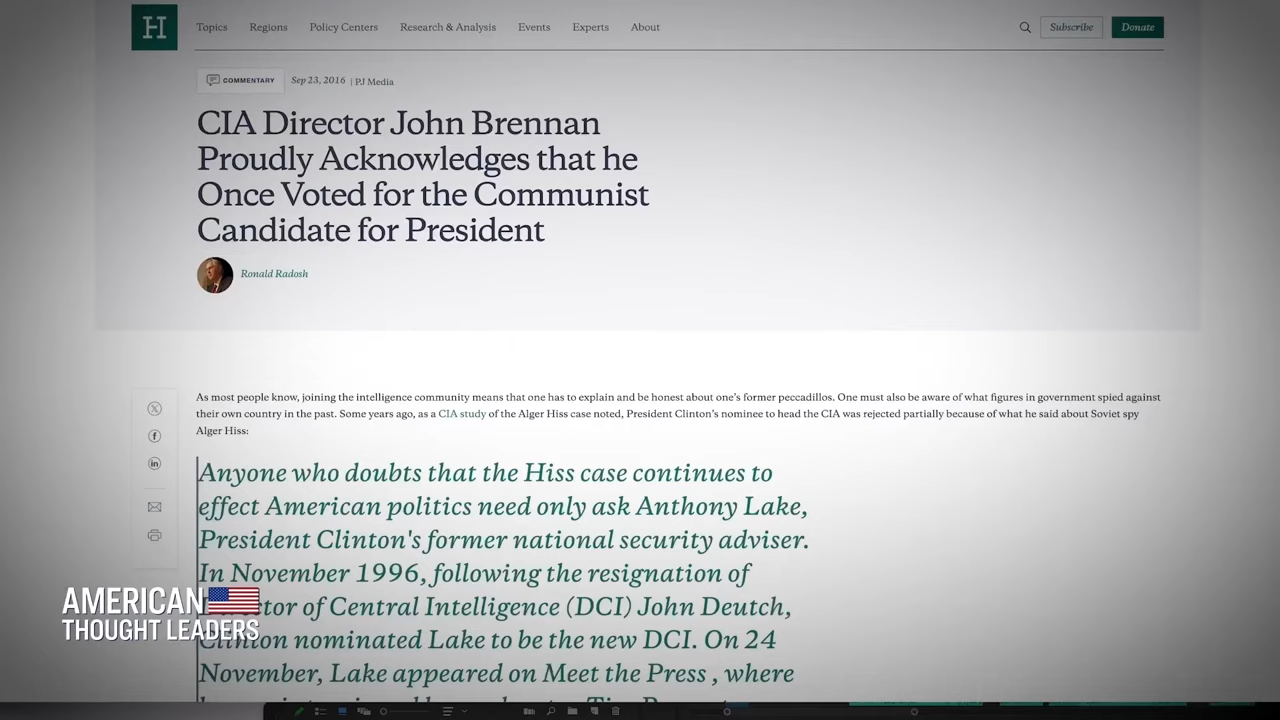 H
Topics Regions Policy Centers Research & Analysis Events Experts About Subscribe Donate
COMMENTARY Sep 23, 2016 | PJ Media
CIA Director John Brennan
Proudly Acknowledges that he
Once Voted for the Communist
Candidate for President
Ronald Radosh
As most people know, joining the intelligence community means that one has to explain and be honest about one's former peccadillos. One must also be aware of what figures in government spied against
their own country in the past. Some years ago, as a CIA study of the Alger Hiss case noted, President Clinton's nominee to head the CIA was rejected partially because of what he said about Soviet spy
Alger Hiss:
Anyone who doubts that the Hiss case continues to
effect American politics need only ask Anthony Lake,
President Clinton's former national security adviser.
In November 1996, following the resignation of
Director of Central Intelligence (DCI) John Deutch,
Clinton nominated Lake to be the new DCI. On 24
November, Lake appeared on Meet the Press , where
AMERICAN
THOUGHT LEADERS